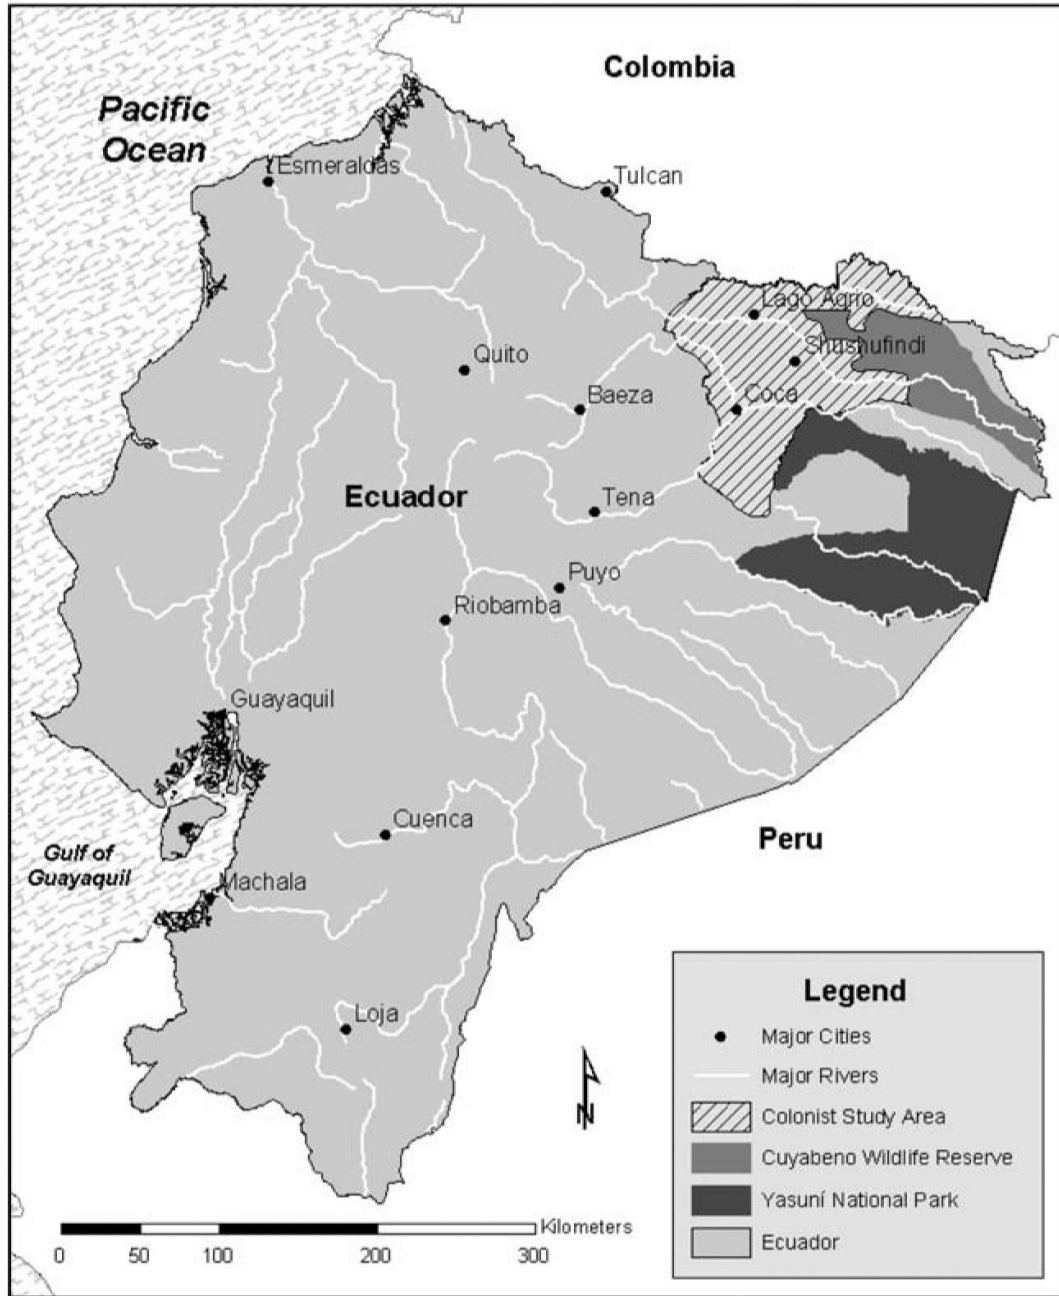 Colombia
Pacific
Ocean
Esmeraldas
Tulcan
Lago Agrio
Shushufindi
Quito
Baeza
Coca
Ecuador
Tena
Puyo
Riobamba
Guayaquil
Cuenca
Peru
Gulf of
Guayaquil
Machala
Loja
N
Legend
Major Cities
Major Rivers
Colonist Study Area
Cuyabeno Wildlife Reserve
Yasuní National Park
Ecuador
Kilometers
0 50 100 200 300